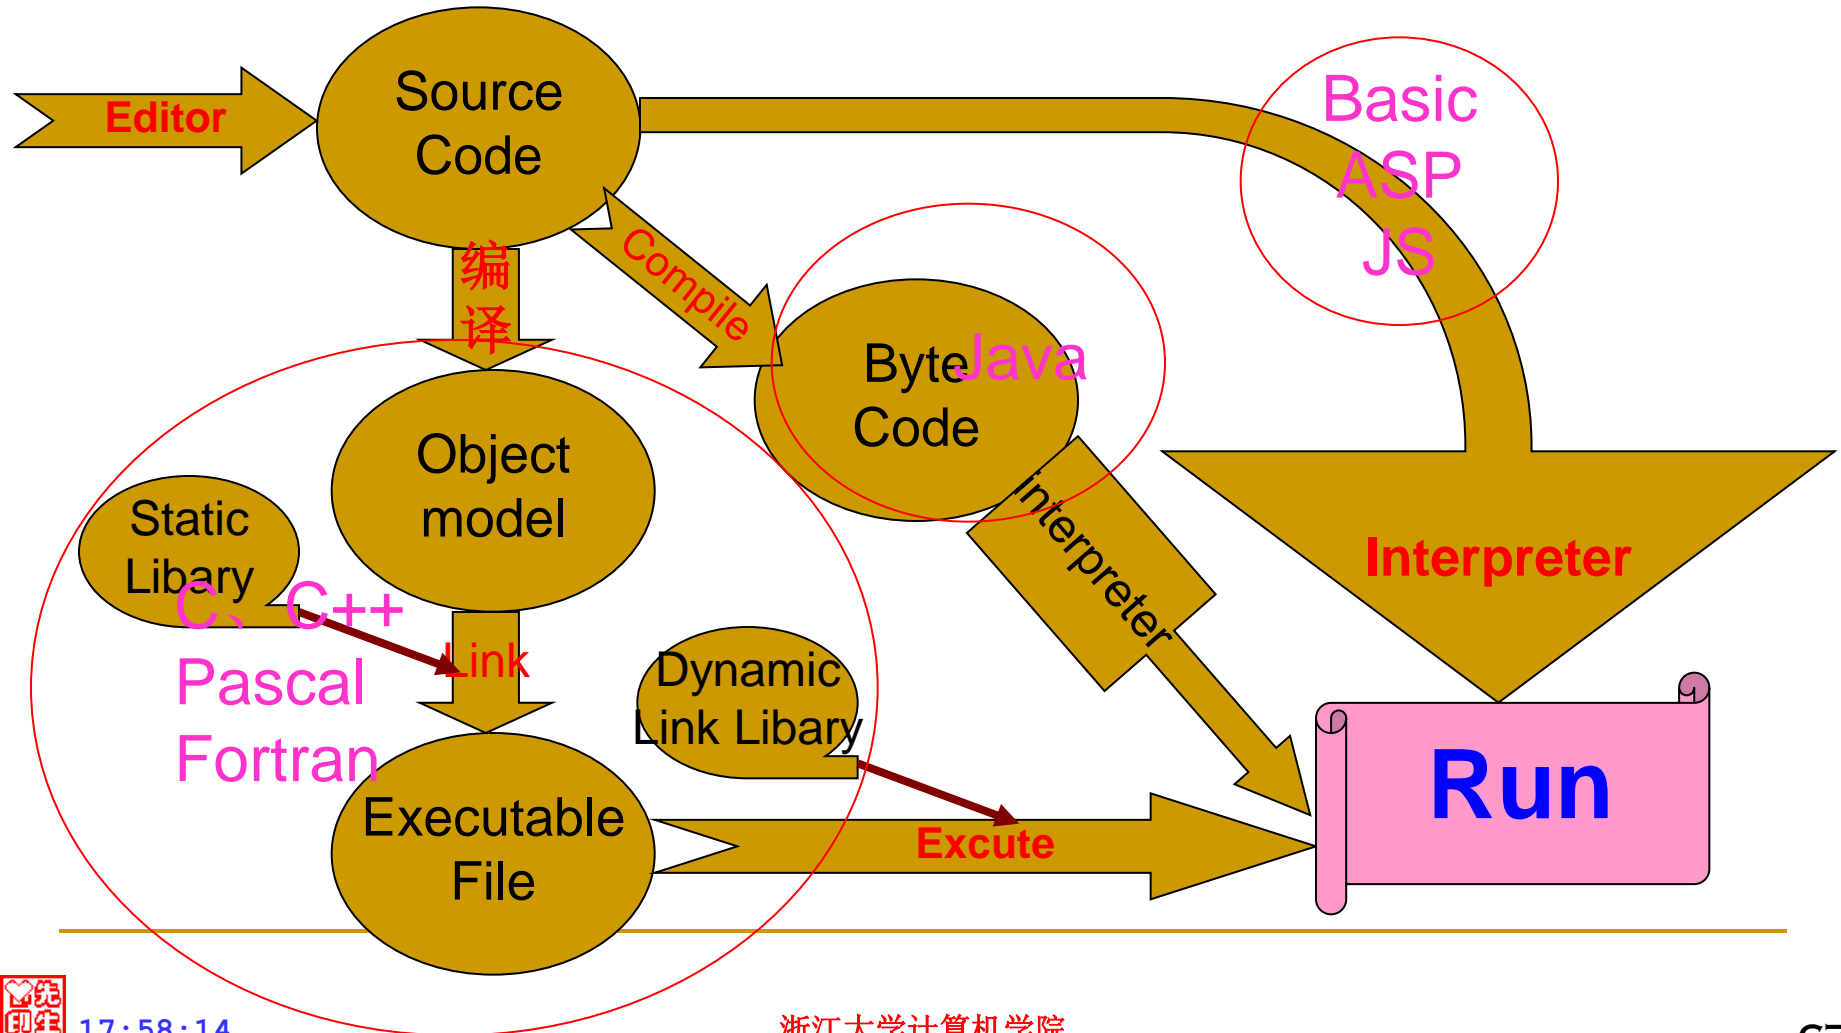 Editor
Source
Code
Basic
ASP
JS
编
译
Compile
Byte
Code
Java
Object
model
Static
Libary
C、C++
Pascal
Fortran
Link
Dynamic
Link Libary
interpreter
Interpreter
Executable
File
Excute
Run
17:58:14
浙江大学计算机学院